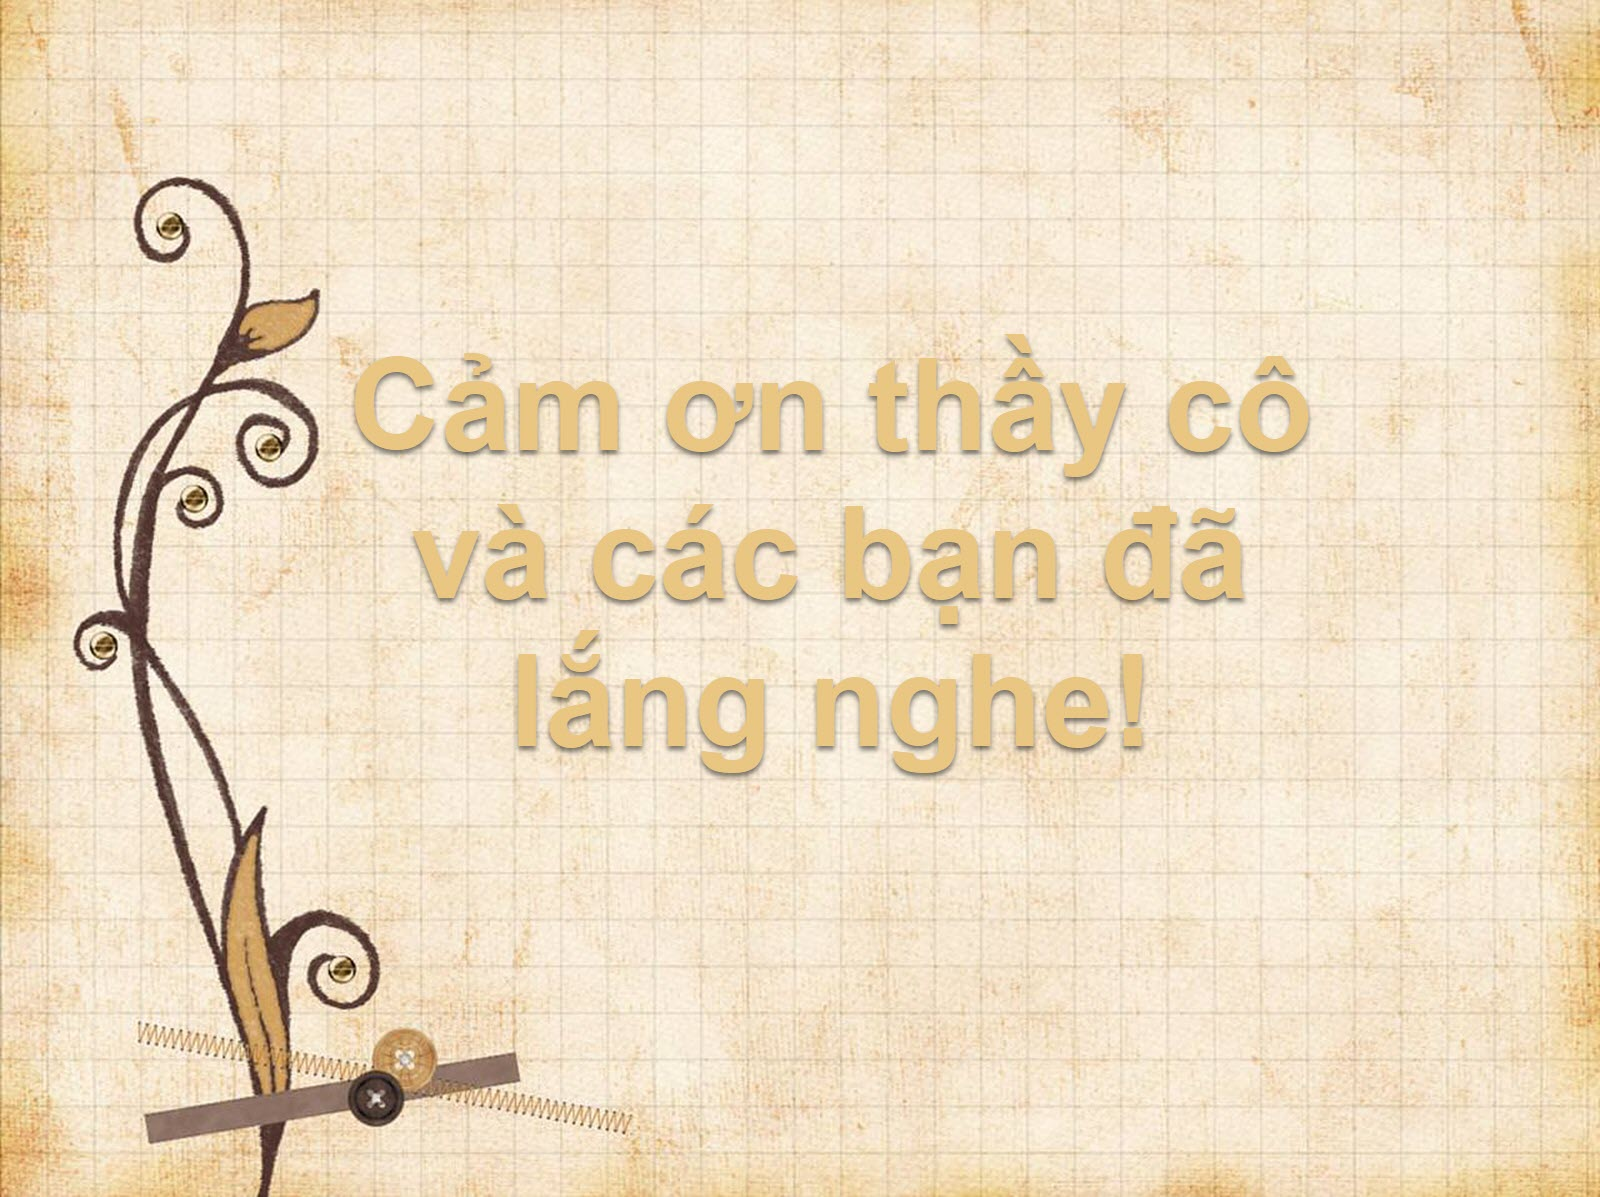 Cảm ơn thầy cô
và các bạn đã
lắng nghe!